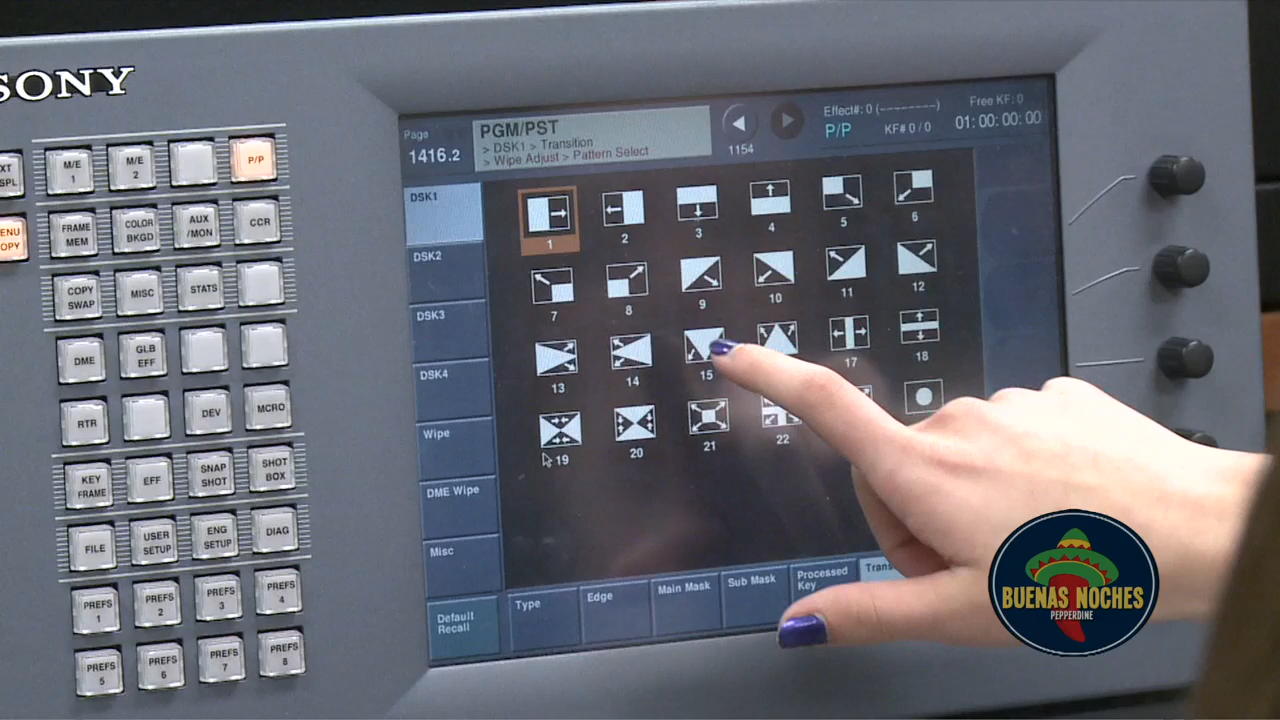 SONY
M/E
1
M/E
2
P/P
FRAME
MEM
COLOR
BKGD
AUX
/MON
CCR
COPY
SWAP
MISC
STATS
DME
GLB
EFF
RTR
DEV
MCRO
KEY
FRAME
EFF
SNAP
SHOT
SHOT
BOX
FILE
USER
SETUP
ENG
SETUP
DIAG
PREFS
1
PREFS
2
PREFS
3
PREFS
4
PREFS
5
PREFS
6
PREFS
7
PREFS
8
Page
1416.2
PGM/PST
> DSK1 > Transition
> Wipe Adjust > Pattern Select
1154
Effect#: 0 (--------)
P/P KF# 0 / 0
Free KF: 0
01: 00: 00: 00
DSK1
DSK2
DSK3
DSK4
Wipe
DME Wipe
Misc
Default
Recall
1 2 3 4 5 6
7 8 9 10 11 12
13 14 15 17 18
19 20 21 22
Type
Edge
Main Mask
Sub Mask
Processed
Key
BUENAS NOCHES
PEPPERDINE